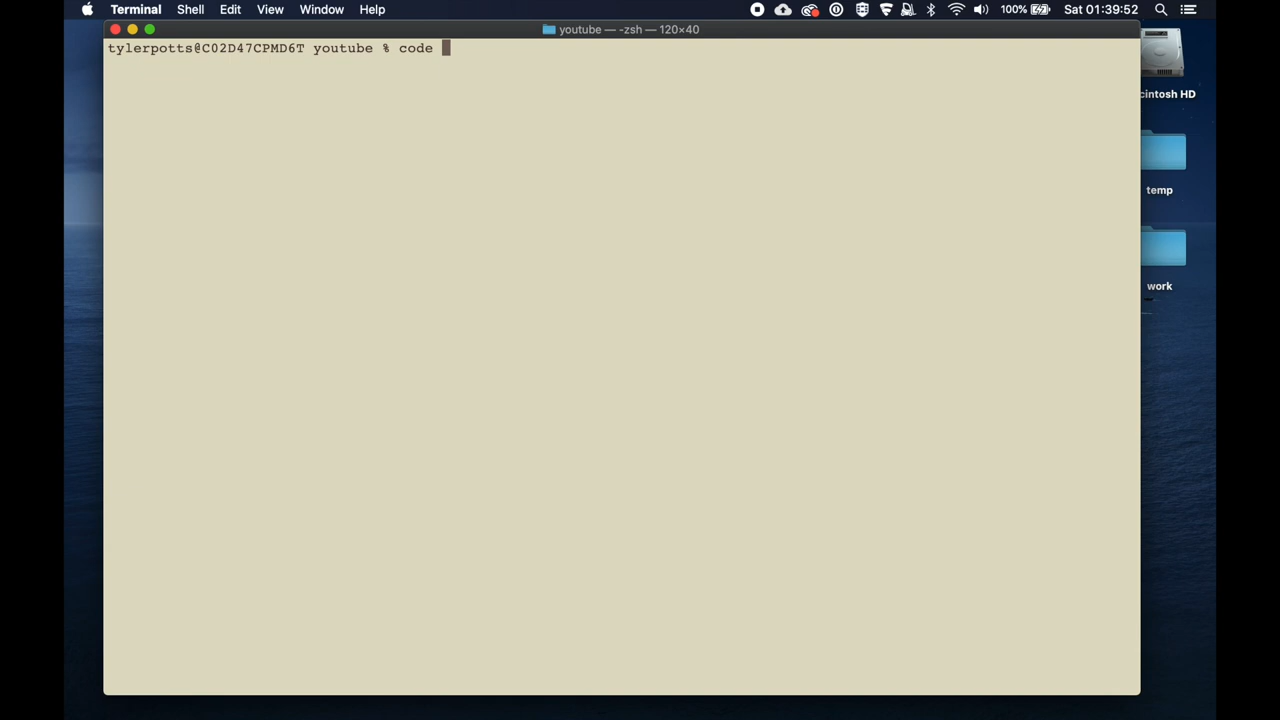 Terminal Shell Edit View Window Help 100% Sat 01:39:52
youtube — -zsh — 120×40
tylerpotts@C02D47CPMD6T youtube % code
cintosh HD
temp
work